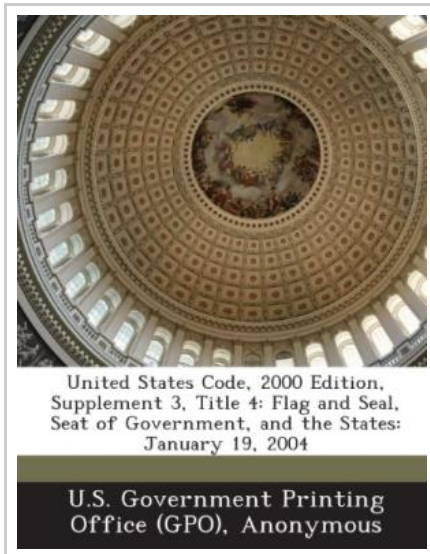 United States Code, 2000 Edition,
Supplement 3, Title 4: Flag and Seal,
Seat of Government, and the States:
January 19, 2004
U.S. Government Printing
Office (GPO), Anonymous